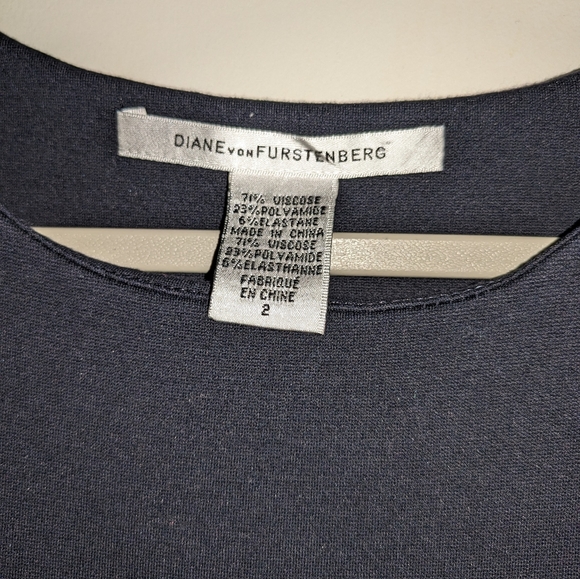 DIANE VON FURSTENBERG
71% VISCOSE
23% POLYAMIDE
6% ELASTANE
MADE IN CHINA
71% VISCOSE
23% POLYAMIDE
6% ELASTHANNE
FABRIQUÉ
EN CHINE
2